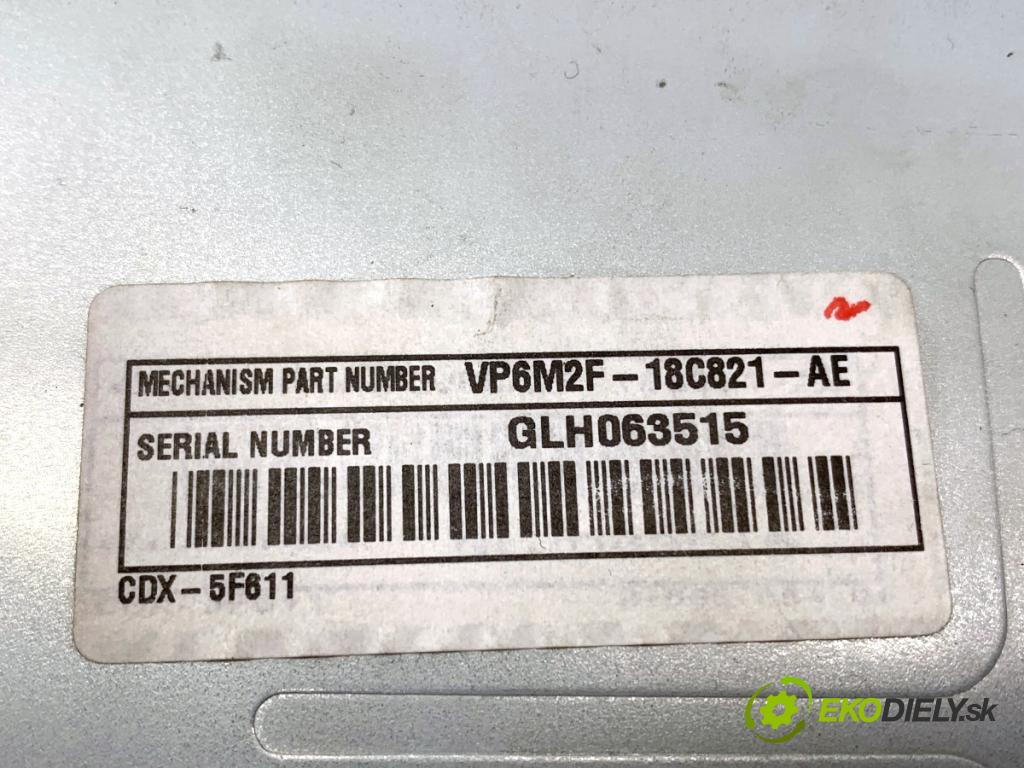 MECHANISM PART NUMBER VP6M2F-18C821-AE
SERIAL NUMBER GLH063515
CDX-5F611
EKODIELY.sk